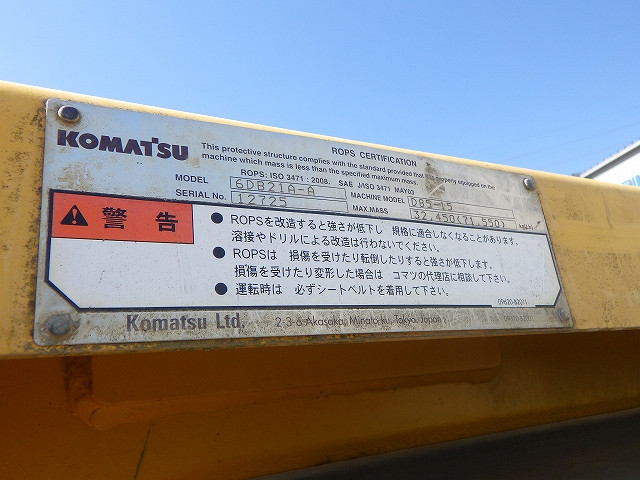 KOMATSU
ROPS CERTIFICATION
This protective structure complies with the standard provided that it is properly equipped on the
machine which mass is less than the specified maximum mass.
ROPS: ISO 3471 : 2008. SAE J/ISO 3471 MAY03
MODEL 6DB21A-A MACHINE MODEL D85-15
SERIAL No. 12725 MAX.MASS 32,450(71,550) kg(Lb)
警告
● ROPSを改造すると強さが低下し 規格に適合しなくなることがあります。
溶接やドリルによる改造は行わないでください。
● ROPSは 損傷を受けたり転倒したりすると強さが低下します。
損傷を受けたり変形した場合は コマツの代理店に相談して下さい。
● 運転時は 必ずシートベルトを着用して下さい。
09620-B2011
Komatsu Ltd. 2-3-6 Akasaka, Minato-ku, Tokyo, Japan